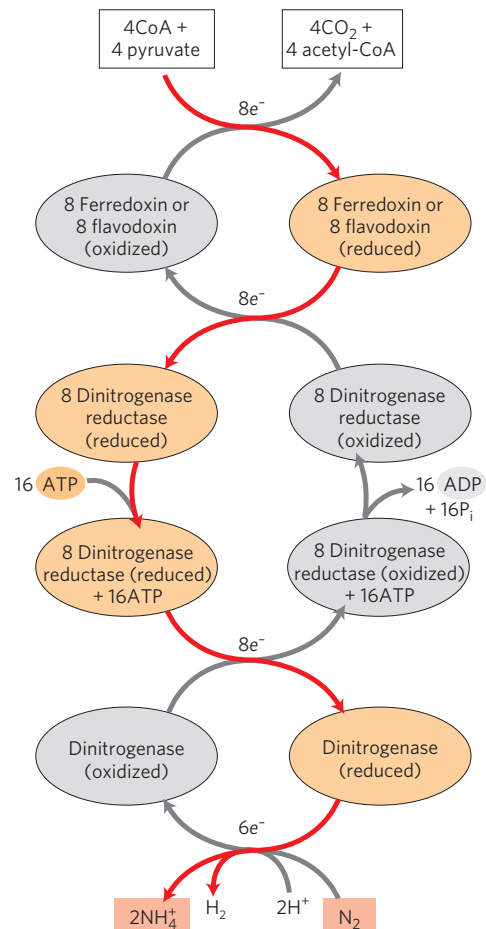 4CoA +
4 pyruvate
4CO₂ +
4 acetyl-CoA
8e⁻
8 Ferredoxin or
8 flavodoxin
(oxidized)
8 Ferredoxin or
8 flavodoxin
(reduced)
8e⁻
8 Dinitrogenase
reductase
(reduced)
8 Dinitrogenase
reductase
(oxidized)
16 ATP
16 ADP
+ 16Pᵢ
8 Dinitrogenase
reductase (reduced)
+ 16ATP
8 Dinitrogenase
reductase (oxidized)
+ 16ATP
8e⁻
Dinitrogenase
(oxidized)
Dinitrogenase
(reduced)
6e⁻
2NH₄⁺
H₂
2H⁺
N₂